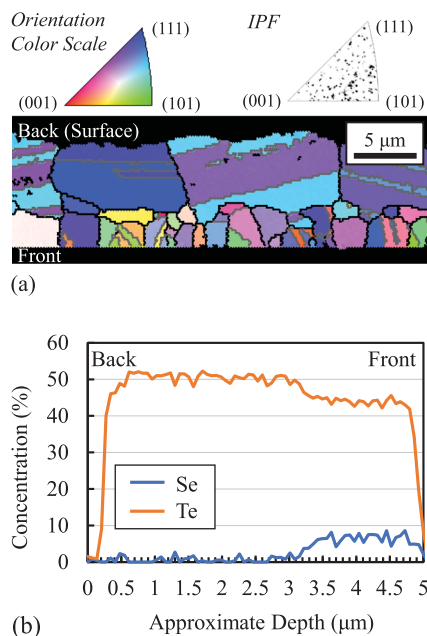 Orientation
Color Scale
(111)
(001)
(101)
IPF
(111)
(001)
(101)
Back (Surface)
5 μm
Front
(a)
Concentration (%)
60
50
40
30
20
10
0
Back
Front
Se
Te
0
0.5
1
1.5
2
2.5
3
3.5
4
4.5
5
Approximate Depth (μm)
(b)